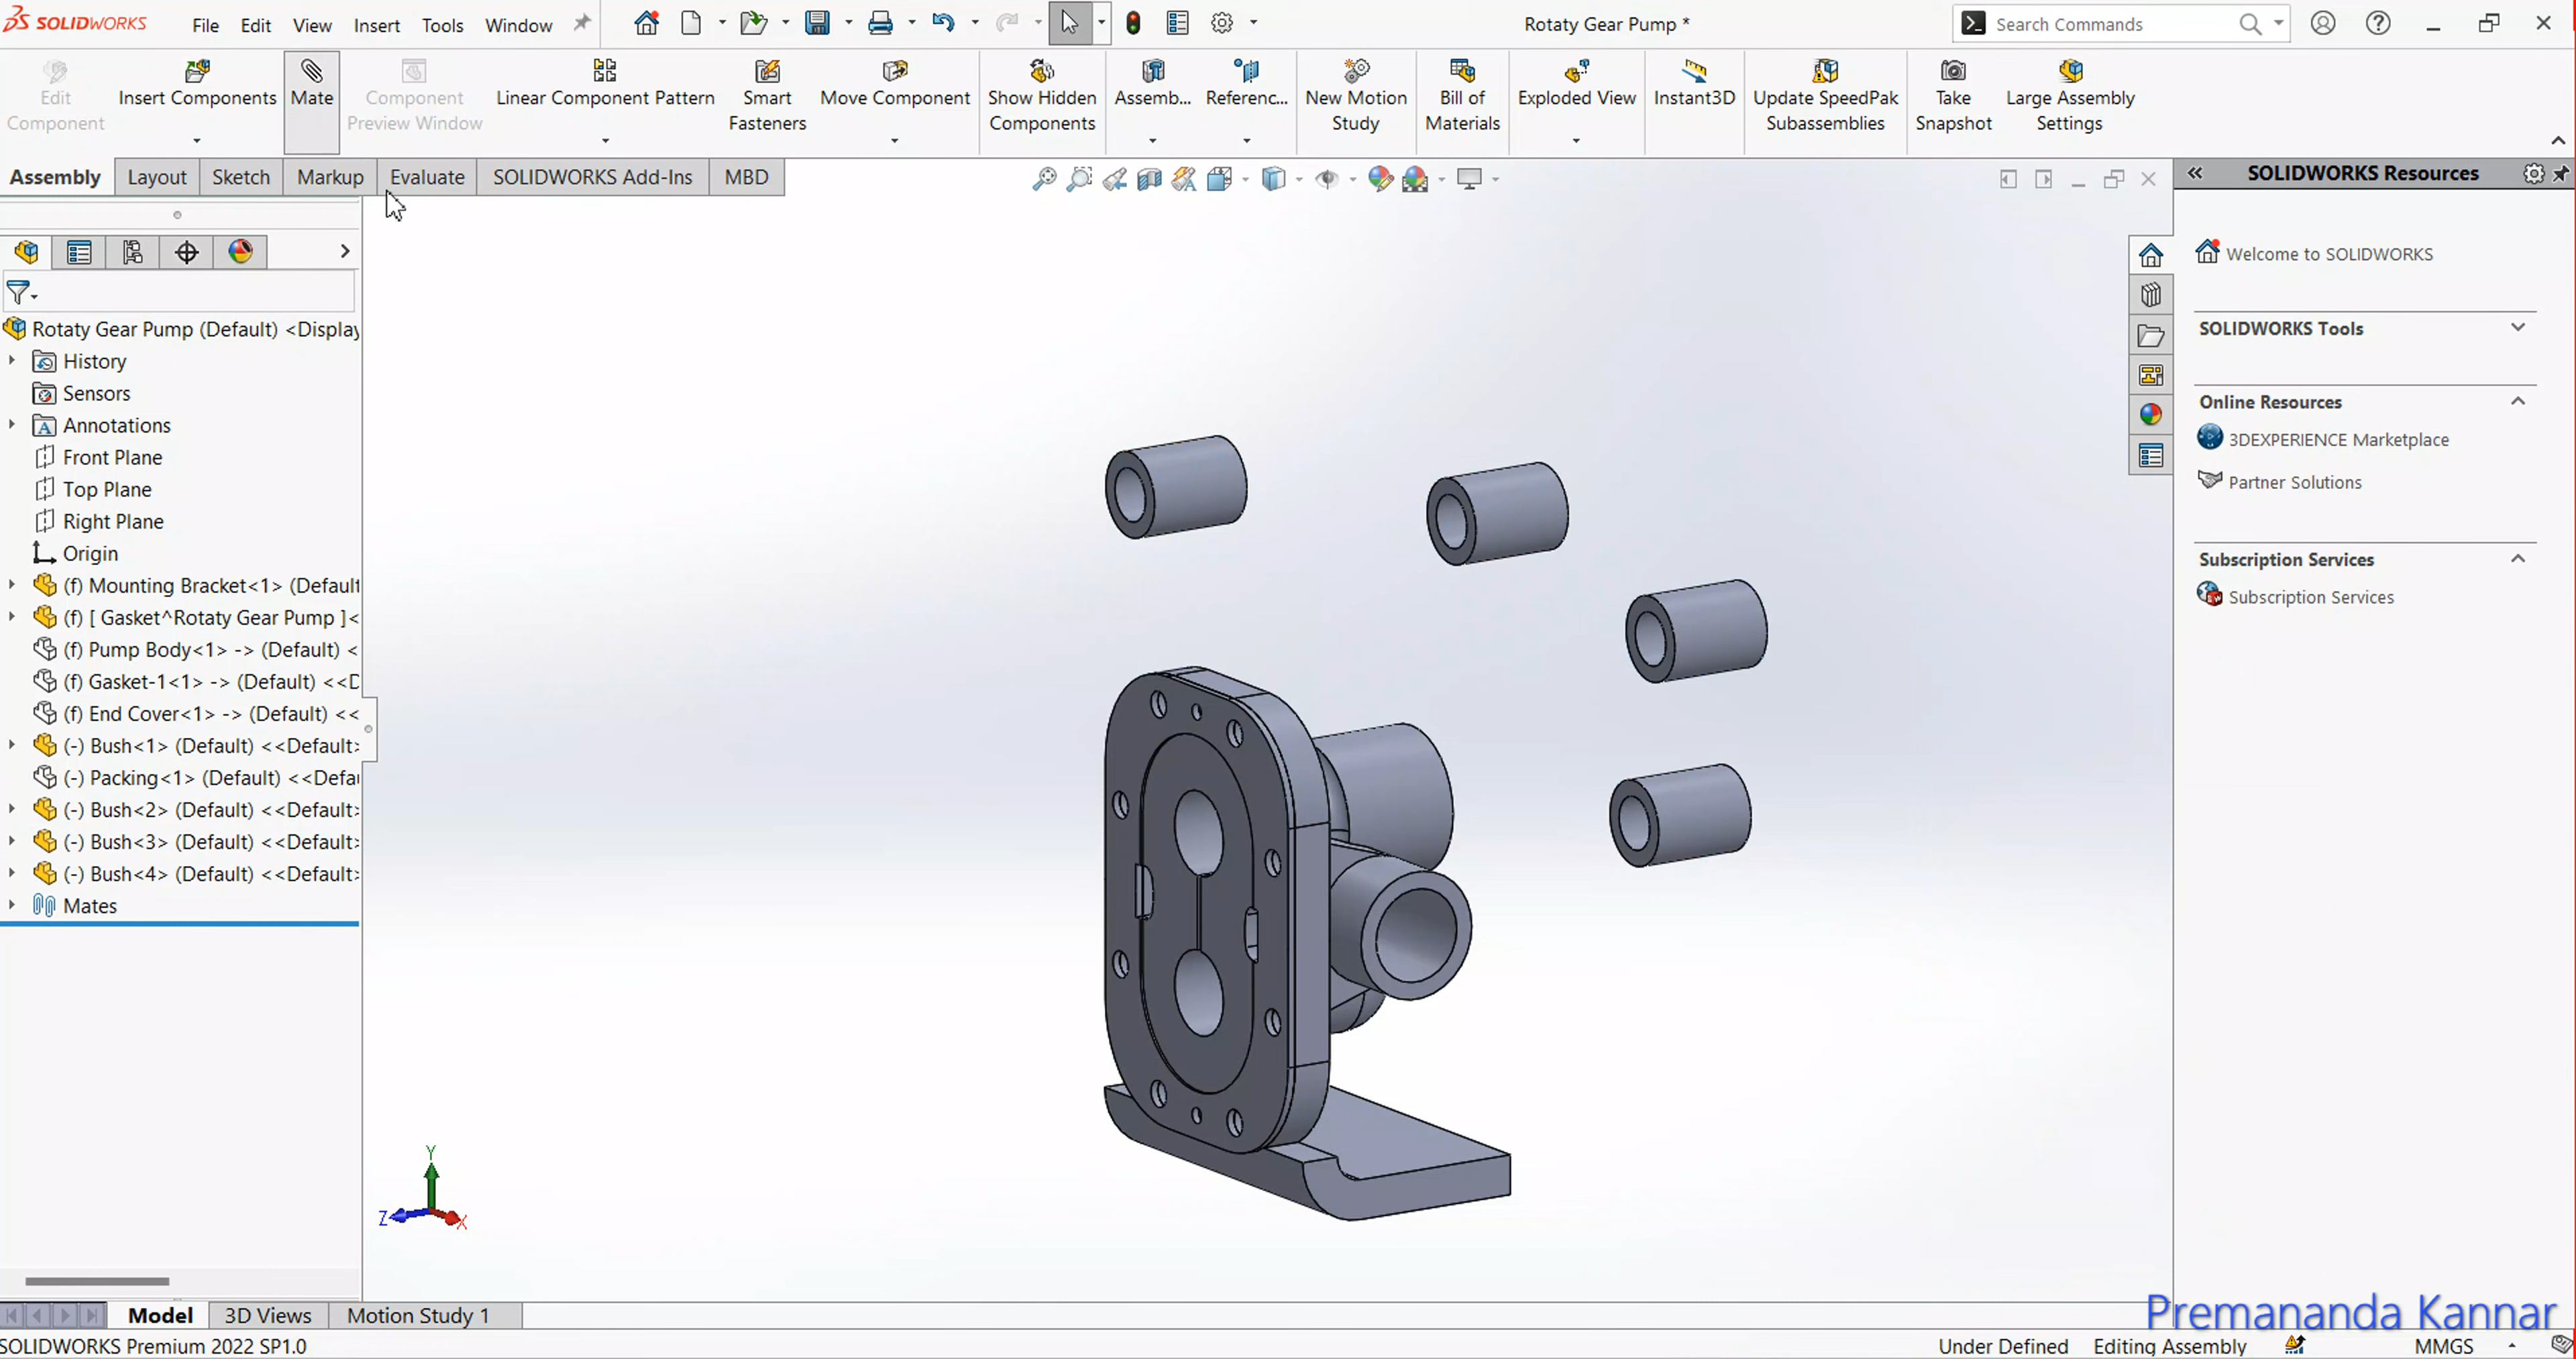 SOLIDWORKS File Edit View Insert Tools Window Rotaty Gear Pump * Search Commands
Edit Component
Insert Components
Mate
Component Preview Window
Linear Component Pattern
Smart Fasteners
Move Component
Show Hidden Components
Assemb...
Referenc...
New Motion Study
Bill of Materials
Exploded View
Instant3D
Update SpeedPak Subassemblies
Take Snapshot
Large Assembly Settings
Assembly Layout Sketch Markup Evaluate SOLIDWORKS Add-Ins MBD
Rotaty Gear Pump (Default) <Display
History
Sensors
Annotations
Front Plane
Top Plane
Right Plane
Origin
(f) Mounting Bracket<1> (Default
(f) [ Gasket^Rotaty Gear Pump ]<
(f) Pump Body<1> -> (Default) <
(f) Gasket-1<1> -> (Default) <<D
(f) End Cover<1> -> (Default) <<
(-) Bush<1> (Default) <<Default>
(-) Packing<1> (Default) <<Defau
(-) Bush<2> (Default) <<Default>
(-) Bush<3> (Default) <<Default>
(-) Bush<4> (Default) <<Default>
Mates
Y
Z
X
SOLIDWORKS Resources
Welcome to SOLIDWORKS
SOLIDWORKS Tools
Online Resources
3DEXPERIENCE Marketplace
Partner Solutions
Subscription Services
Subscription Services
Model 3D Views Motion Study 1
Premananda Kannar
SOLIDWORKS Premium 2022 SP1.0 Under Defined Editing Assembly MMGS